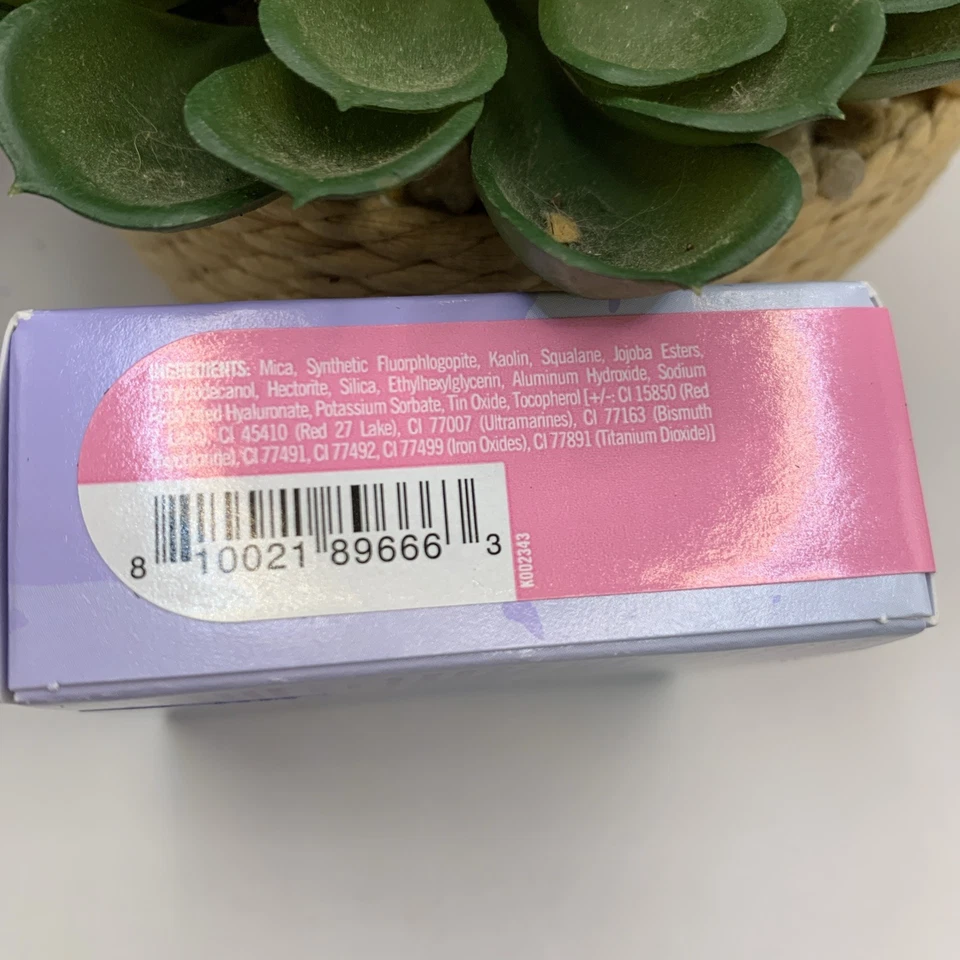 INGREDIENTS: Mica, Synthetic Fluorphlogopite, Kaolin, Squalane, Jojoba Esters,
Octyldodecanol, Hectorite, Silica, Ethylhexylglycerin, Aluminum Hydroxide, Sodium
Hyaluronate, Potassium Sorbate, Tin Oxide, Tocopherol [+/-: CI 15850 (Red
CI 45410 (Red 27 Lake), CI 77007 (Ultramarines), CI 77163 (Bismuth
CI 77491, CI 77492, CI 77499 (Iron Oxides), CI 77891 (Titanium Dioxide)]
8 10021 89666 3
K002343